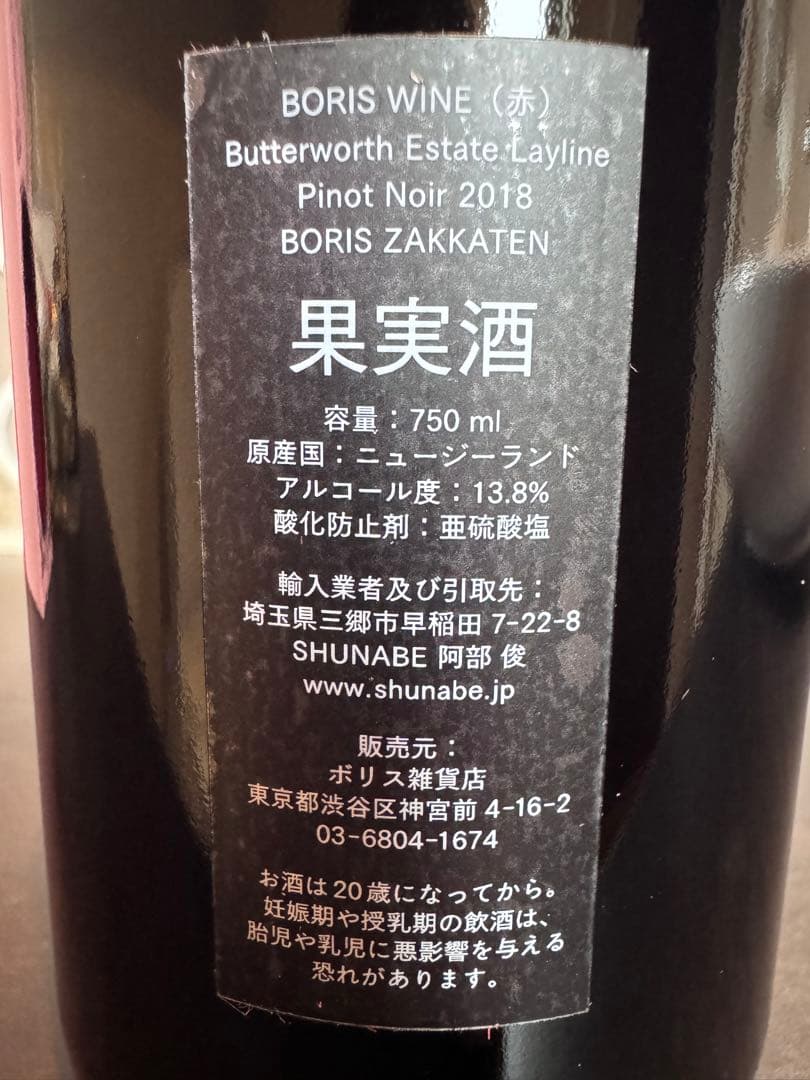 BORIS WINE（赤）
Butterworth Estate Layline
Pinot Noir 2018
BORIS ZAKKATEN
果実酒
容量：750 ml
原産国：ニュージーランド
アルコール度：13.8%
酸化防止剤：亜硫酸塩
輸入業者及び引取先：
埼玉県三郷市早稲田 7-22-8
SHUNABE 阿部 俊
www.shunabe.jp
販売元：
ボリス雑貨店
東京都渋谷区神宮前 4-16-2
03-6804-1674
お酒は20歳になってから。
妊娠期や授乳期の飲酒は、
胎児や乳児に悪影響を与える
恐れがあります。